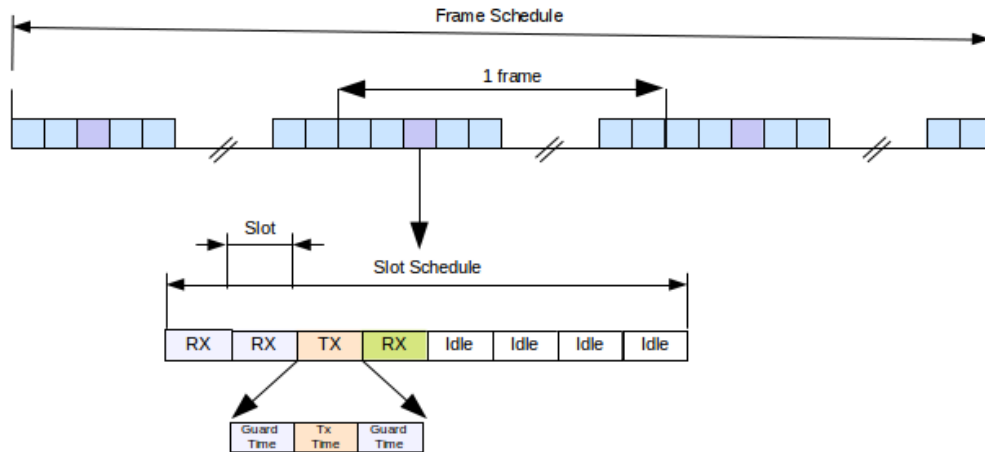 Frame Schedule
1 frame
Slot
Slot Schedule
RX RX TX RX Idle Idle Idle Idle
Guard Tx Guard
Time Time Time